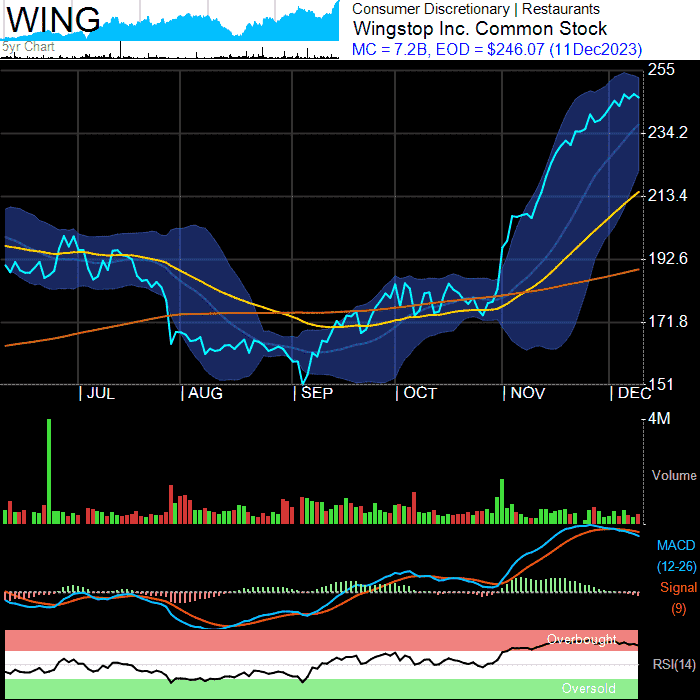 WING
5yr Chart
Consumer Discretionary | Restaurants
Wingstop Inc. Common Stock
MC = 7.2B, EOD = $246.07 (11Dec2023)
255
234.2
213.4
192.6
171.8
151
| JUL | AUG | SEP | OCT | NOV | DEC
4M
Volume
MACD
(12-26)
Signal
(9)
Overbought
RSI(14)
Oversold